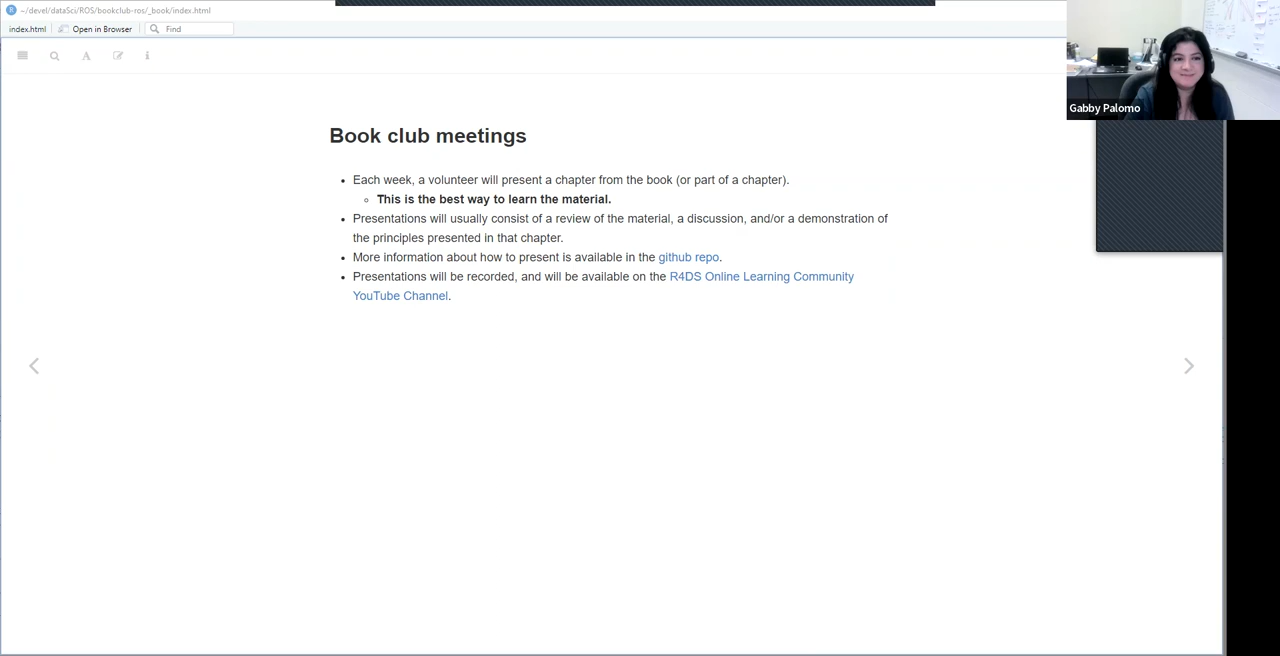 ~/devel/dataSci/ROS/bookclub-ros/_book/index.html
index.html
Open in Browser
Find
A
i
Gabby Palomo
Book club meetings
Each week, a volunteer will present a chapter from the book (or part of a chapter).
This is the best way to learn the material.
Presentations will usually consist of a review of the material, a discussion, and/or a demonstration of
the principles presented in that chapter.
More information about how to present is available in the github repo.
Presentations will be recorded, and will be available on the R4DS Online Learning Community
YouTube Channel.